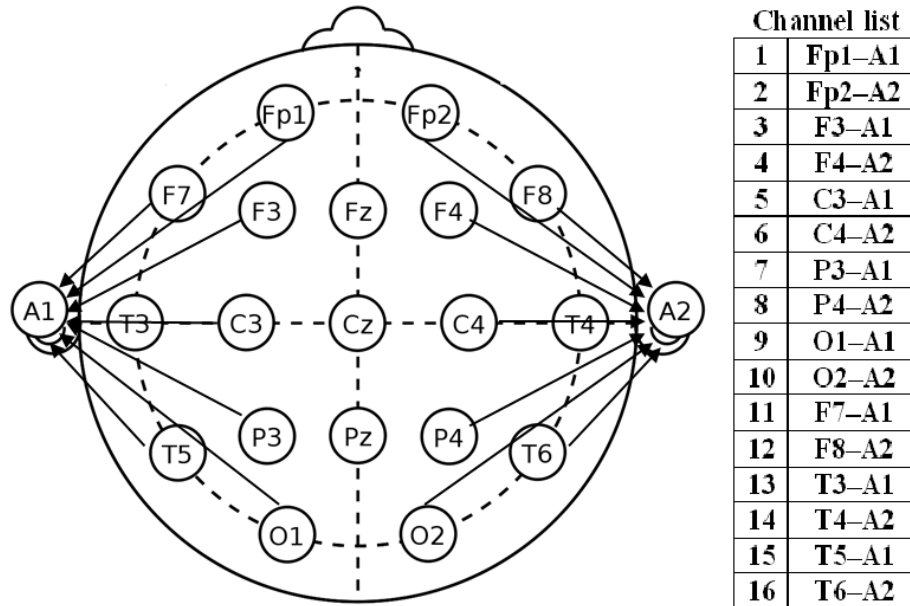 Fp1 Fp2
F7 F3 Fz F4 F8
A1 T3 C3 Cz C4 T4 A2
T5 P3 Pz P4 T6
O1 O2
Channel list
1 Fp1–A1
2 Fp2–A2
3 F3–A1
4 F4–A2
5 C3–A1
6 C4–A2
7 P3–A1
8 P4–A2
9 O1–A1
10 O2–A2
11 F7–A1
12 F8–A2
13 T3–A1
14 T4–A2
15 T5–A1
16 T6–A2